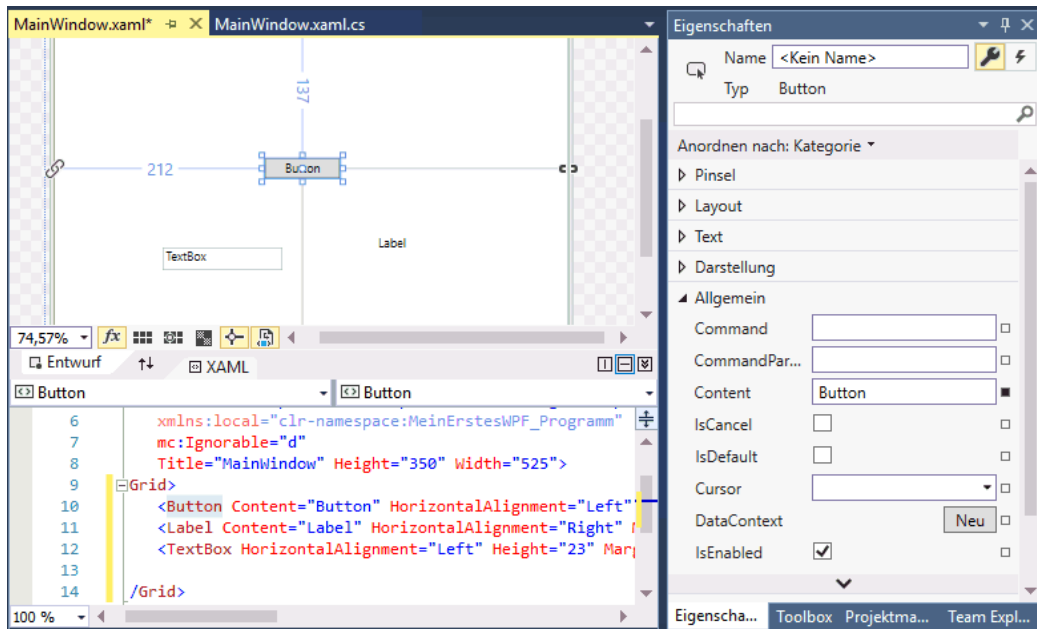 MainWindow.xaml*
MainWindow.xaml.cs
137
212
Button
Label
TextBox
74,57%
fx
Entwurf
XAML
Button
Button
6 xmlns:local="clr-namespace:MeinErstesWPF_Programm"
7 mc:Ignorable="d"
8 Title="MainWindow" Height="350" Width="525">
9 Grid>
10 <Button Content="Button" HorizontalAlignment="Left"
11 <Label Content="Label" HorizontalAlignment="Right"
12 <TextBox HorizontalAlignment="Left" Height="23"
13
14 /Grid>
100 %
Eigenschaften
Name <Kein Name>
Typ Button
Anordnen nach: Kategorie
Pinsel
Layout
Text
Darstellung
Allgemein
Command
CommandPar...
Content Button
IsCancel
IsDefault
Cursor
DataContext Neu
IsEnabled
Eigenscha... Toolbox Projektma... Team Expl...